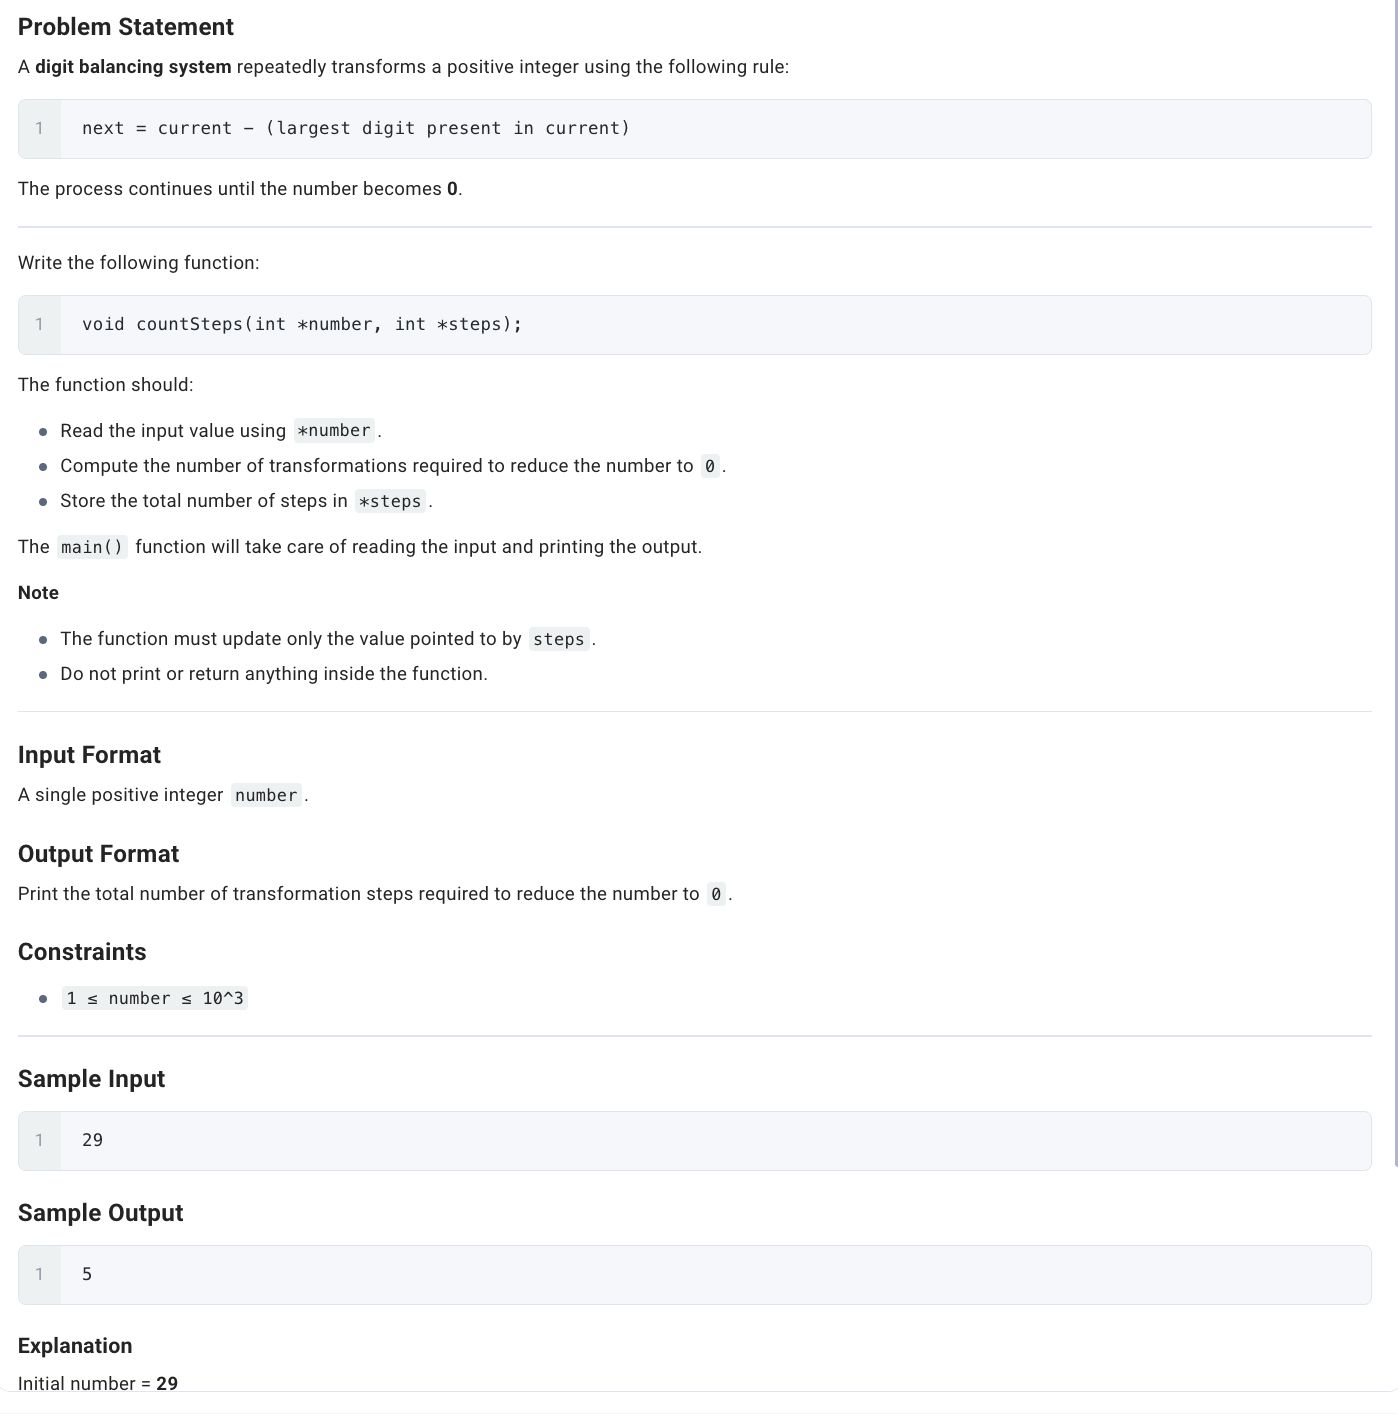 Problem Statement
A digit balancing system repeatedly transforms a positive integer using the following rule:
1 next = current − (largest digit present in current)
The process continues until the number becomes 0.
Write the following function:
1 void countSteps(int *number, int *steps);
The function should:
• Read the input value using *number.
• Compute the number of transformations required to reduce the number to 0.
• Store the total number of steps in *steps.
The main() function will take care of reading the input and printing the output.
Note
• The function must update only the value pointed to by steps.
• Do not print or return anything inside the function.
Input Format
A single positive integer number.
Output Format
Print the total number of transformation steps required to reduce the number to 0.
Constraints
• 1 ≤ number ≤ 10^3
Sample Input
1 29
Sample Output
1 5
Explanation
Initial number = 29